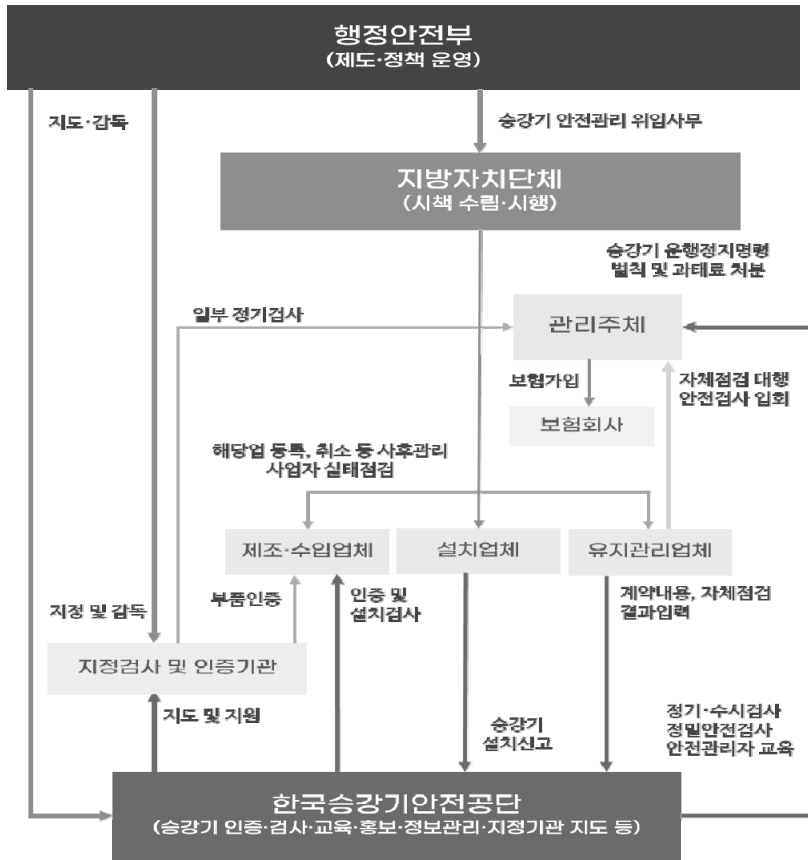 행정안전부
(제도·정책 운영)
지도·감독
승강기 안전관리 위임사무
지방자치단체
(시책 수립·시행)
승강기 운행정지명령
벌칙 및 과태료 처분
일부 정기검사
관리주체
보험가입
자체점검 대행
안전검사 입회
보험회사
해당업 등록, 취소 등 사후관리
사업자 실태점검
제조·수입업체
설치업체
유지관리업체
지정 및 감독
부품인증
인증 및
설치검사
계약내용, 자체점검
결과입력
지정검사 및 인증기관
지도 및 지원
승강기
설치신고
정기·수시검사
정밀안전검사
안전관리자 교육
한국승강기안전공단
(승강기 인증·검사·교육·홍보·정보관리·지정기관 지도 등)